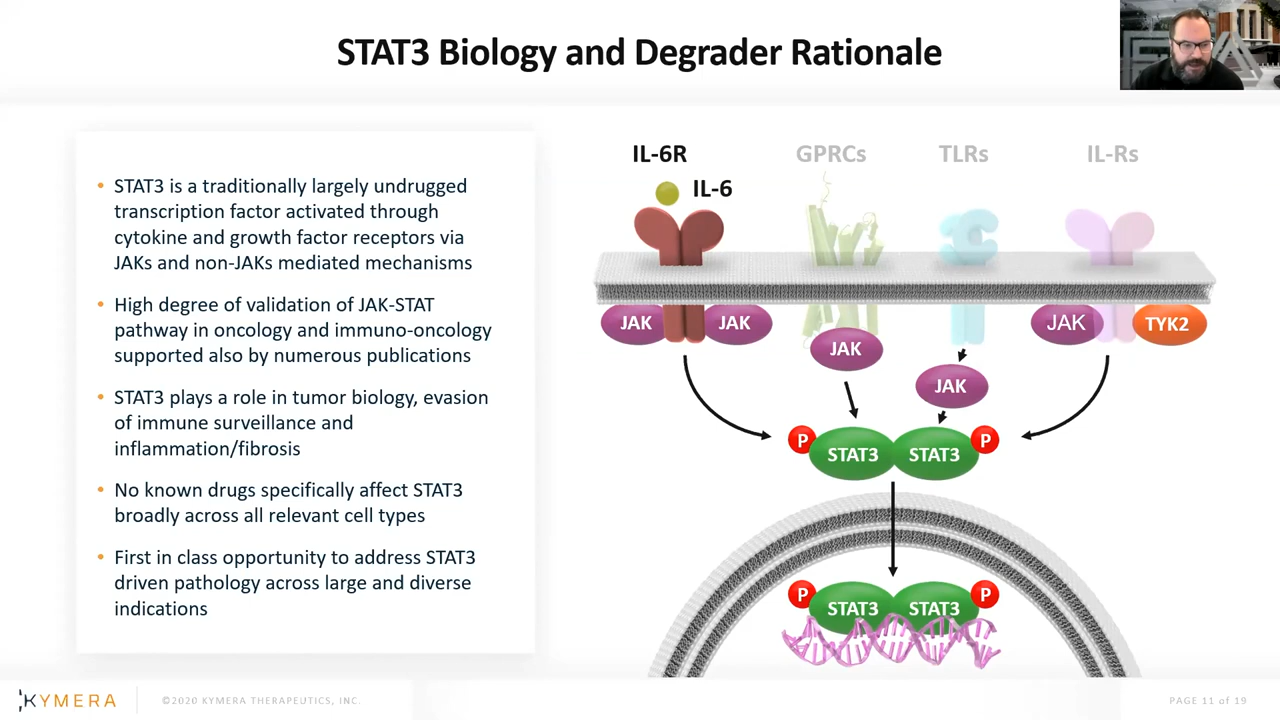 STAT3 Biology and Degrader Rationale
• STAT3 is a traditionally largely undrugged
transcription factor activated through
cytokine and growth factor receptors via
JAKs and non-JAKs mediated mechanisms
• High degree of validation of JAK-STAT
pathway in oncology and immuno-oncology
supported also by numerous publications
• STAT3 plays a role in tumor biology, evasion
of immune surveillance and
inflammation/fibrosis
• No known drugs specifically affect STAT3
broadly across all relevant cell types
• First in class opportunity to address STAT3
driven pathology across large and diverse
indications
IL-6R
GPRCs
TLRs
IL-Rs
IL-6
JAK
JAK
JAK
JAK
JAK
TYK2
P
STAT3
STAT3
P
P
STAT3
STAT3
P
KYMERA
©2020 KYMERA THERAPEUTICS, INC.
PAGE 11 of 19